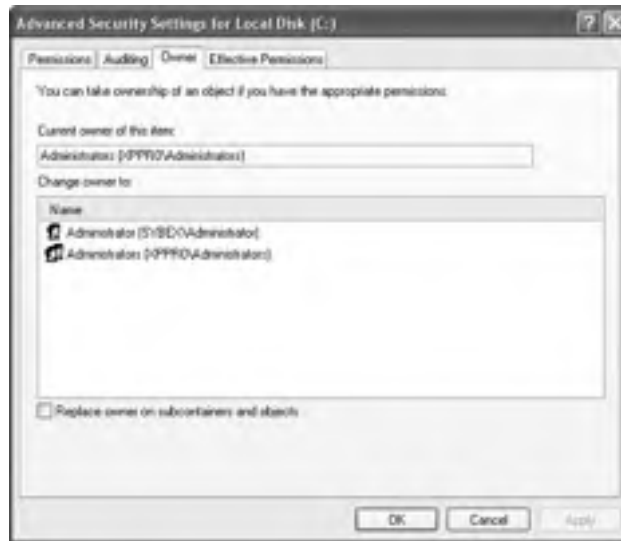 Advanced Security Settings for Local Disk (C:)
Permissions Auditing Owner Effective Permissions
You can take ownership of an object if you have the appropriate permissions.
Current owner of this item:
Administrators (XPPRO\Administrators)
Change owner to:
Name
Administrator (SYBEX\Administrator)
Administrators (XPPRO\Administrators)
Replace owner on subcontainers and objects
OK Cancel Apply